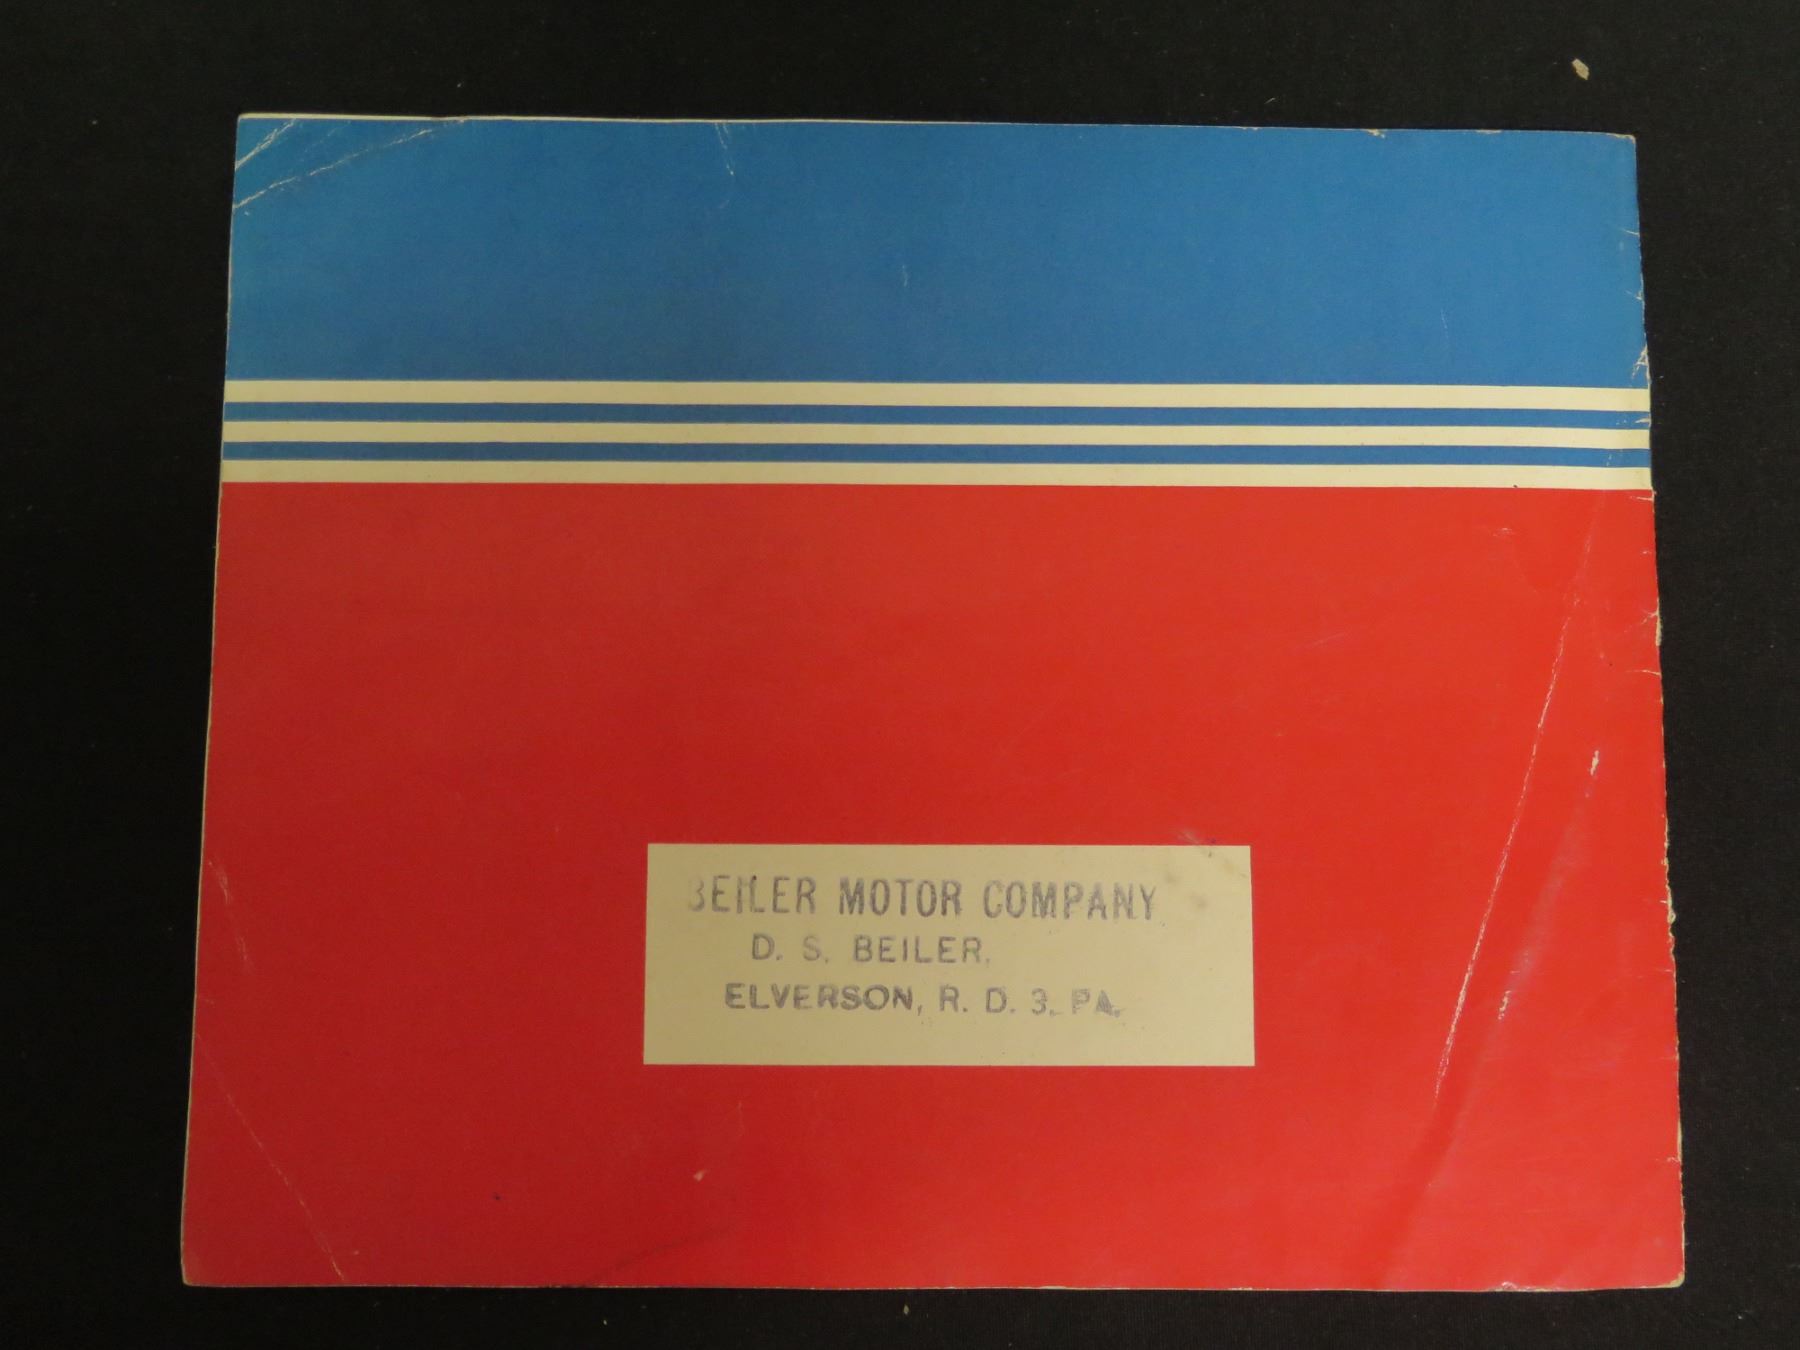 BEILER MOTOR COMPANY
D. S. BEILER,
ELVERSON, R. D. 3, PA.